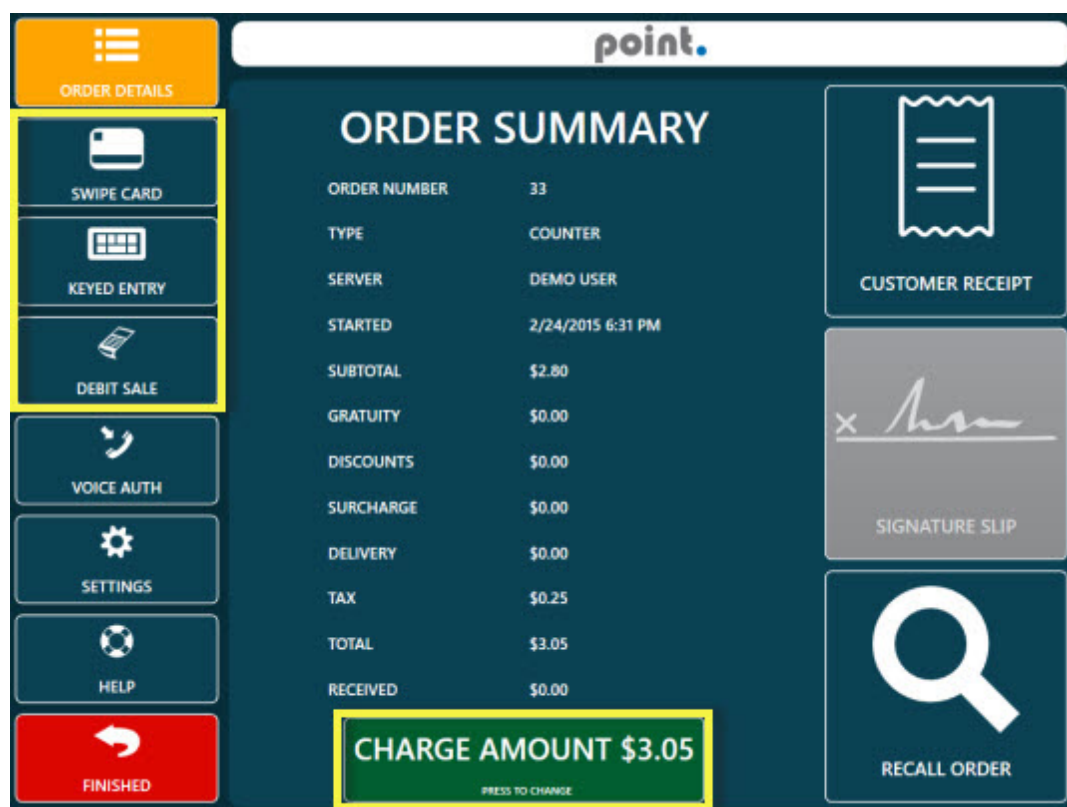 point.
ORDER DETAILS
SWIPE CARD
KEYED ENTRY
DEBIT SALE
VOICE AUTH
SETTINGS
HELP
FINISHED
ORDER SUMMARY
ORDER NUMBER 33
TYPE COUNTER
SERVER DEMO USER
STARTED 2/24/2015 6:31 PM
SUBTOTAL $2.80
GRATUITY $0.00
DISCOUNTS $0.00
SURCHARGE $0.00
DELIVERY $0.00
TAX $0.25
TOTAL $3.05
RECEIVED $0.00
CHARGE AMOUNT $3.05
PRESS TO CHANGE
CUSTOMER RECEIPT
SIGNATURE SLIP
RECALL ORDER